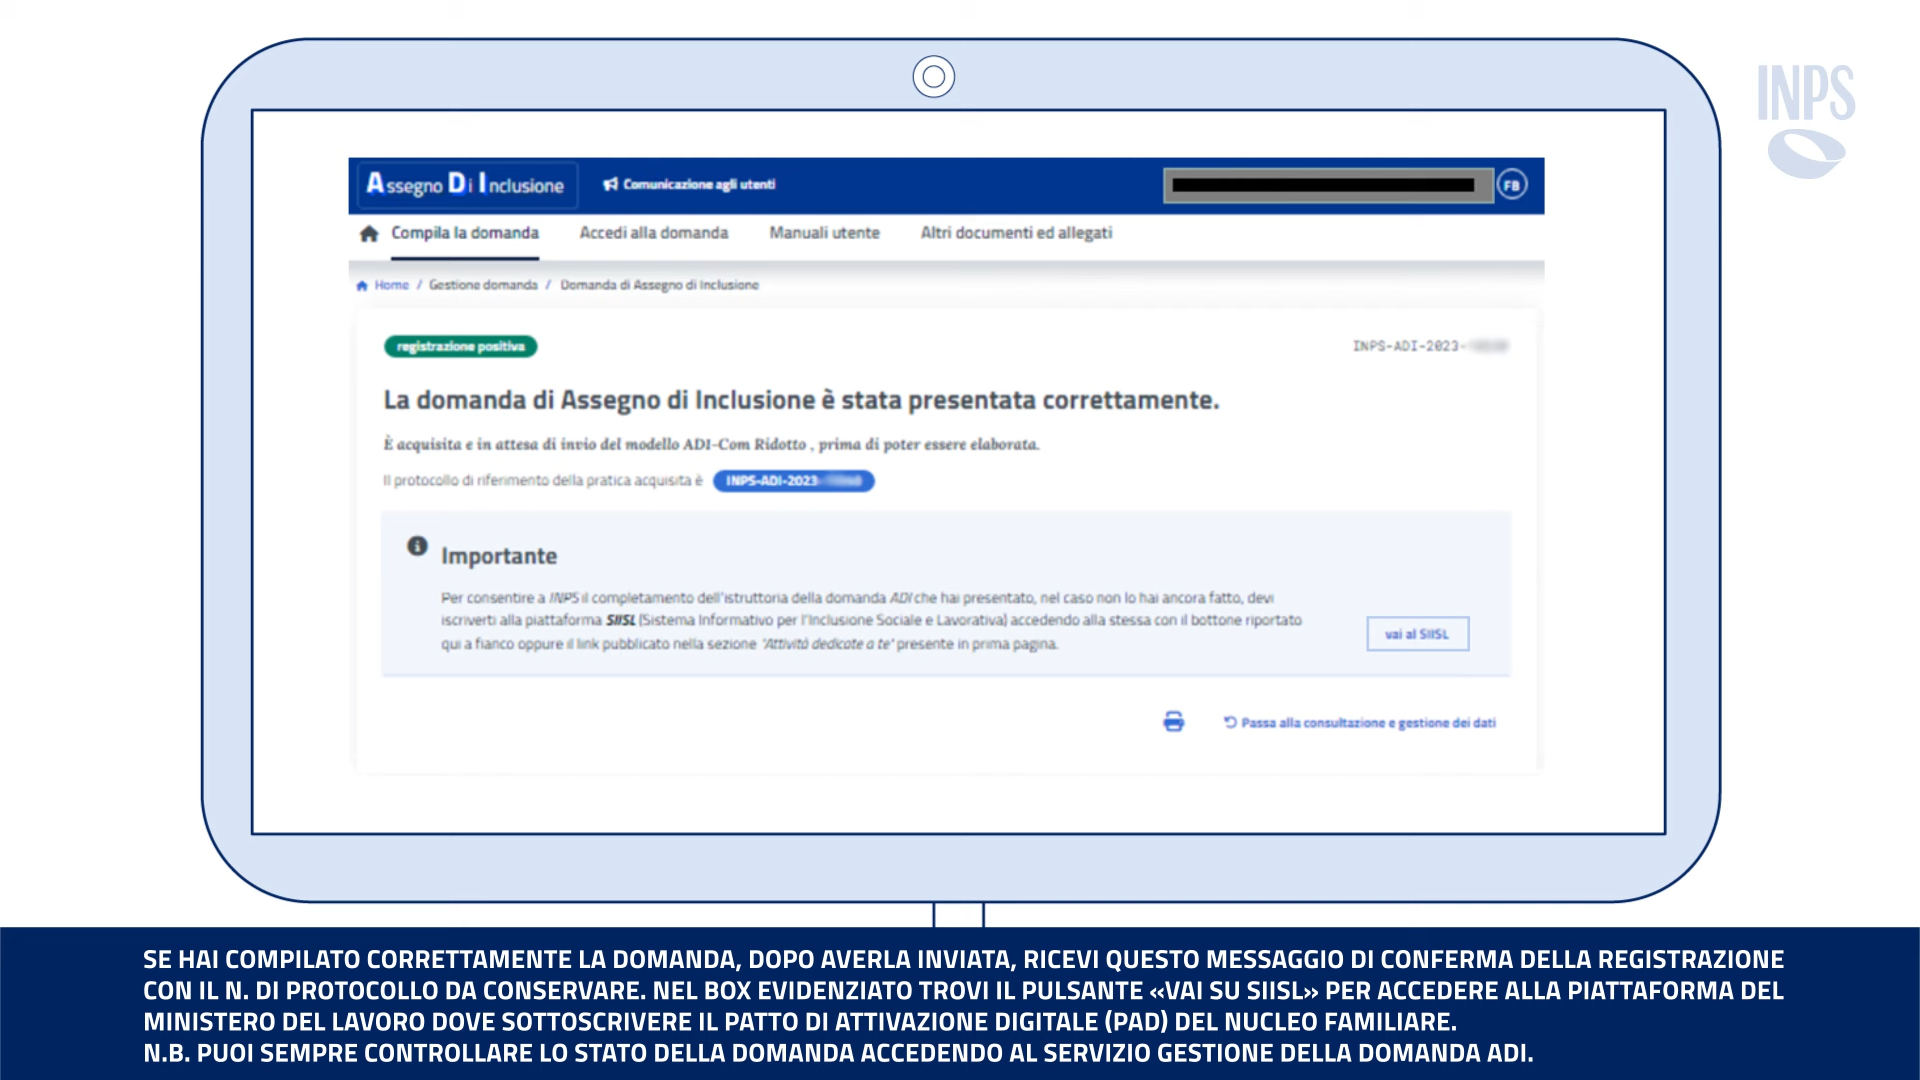 INPS
Assegno Di Inclusione
Comunicazione agli utenti
FB
Compila la domanda
Accedi alla domanda
Manuali utente
Altri documenti ed allegati
Home / Gestione domanda / Domanda di Assegno di Inclusione
registrazione positiva
INPS-ADI-2023-
La domanda di Assegno di Inclusione è stata presentata correttamente.
È acquisita e in attesa di invio del modello ADI-Com Ridotto , prima di poter essere elaborata.
Il protocollo di riferimento della pratica acquisita è INPS-ADI-2023
Importante
Per consentire a INPS il completamento dell'istruttoria della domanda ADI che hai presentato, nel caso non lo hai ancora fatto, devi
iscriverti alla piattaforma SIISL (Sistema Informativo per l'Inclusione Sociale e Lavorativa) accedendo alla stessa con il bottone riportato
qui a fianco oppure il link pubblicato nella sezione "Attività dedicate a te" presente in prima pagina.
vai al SIISL
Passa alla consultazione e gestione dei dati
SE HAI COMPILATO CORRETTAMENTE LA DOMANDA, DOPO AVERLA INVIATA, RICEVI QUESTO MESSAGGIO DI CONFERMA DELLA REGISTRAZIONE
CON IL N. DI PROTOCOLLO DA CONSERVARE. NEL BOX EVIDENZIATO TROVI IL PULSANTE «VAI SU SIISL» PER ACCEDERE ALLA PIATTAFORMA DEL
MINISTERO DEL LAVORO DOVE SOTTOSCRIVERE IL PATTO DI ATTIVAZIONE DIGITALE (PAD) DEL NUCLEO FAMILIARE.
N.B. PUOI SEMPRE CONTROLLARE LO STATO DELLA DOMANDA ACCEDENDO AL SERVIZIO GESTIONE DELLA DOMANDA ADI.